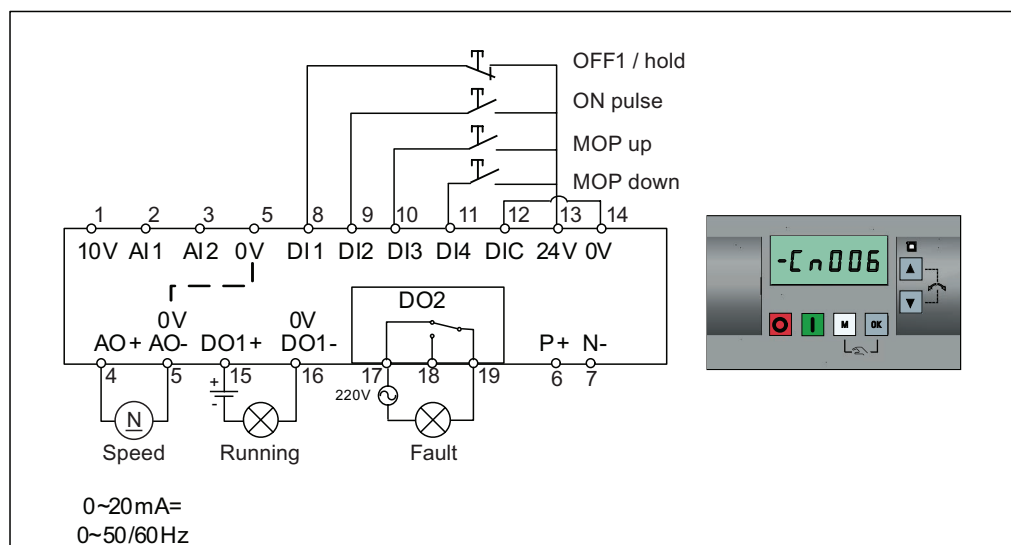 OFF1 / hold
ON pulse
MOP up
MOP down
1 2 3 5 8 9 10 11 12 13 14
10V AI1 AI2 0V DI1 DI2 DI3 DI4 DIC 24V 0V
-Cn006
M OK
DO2
0V 0V
AO+ AO- DO1+ DO1- P+ N-
4 5 15 16 17 18 19 6 7
+
-
220V
N
Speed Running Fault
0~20mA=
0~50/60Hz